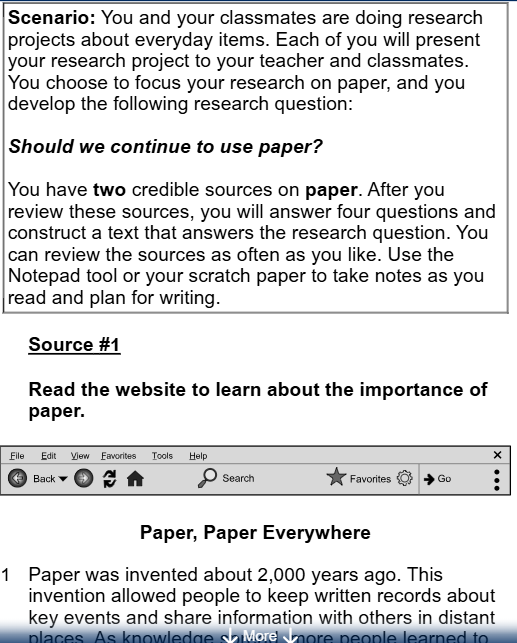 Scenario: You and your classmates are doing research
projects about everyday items. Each of you will present
your research project to your teacher and classmates.
You choose to focus your research on paper, and you
develop the following research question:
Should we continue to use paper?
You have two credible sources on paper. After you
review these sources, you will answer four questions and
construct a text that answers the research question. You
can review the sources as often as you like. Use the
Notepad tool or your scratch paper to take notes as you
read and plan for writing.
Source #1
Read the website to learn about the importance of
paper.
File Edit View Favorites Tools Help
Back Search Favorites Go
Paper, Paper Everywhere
1 Paper was invented about 2,000 years ago. This
invention allowed people to keep written records about
key events and share information with others in distant
places. As knowledge more people learned to
More